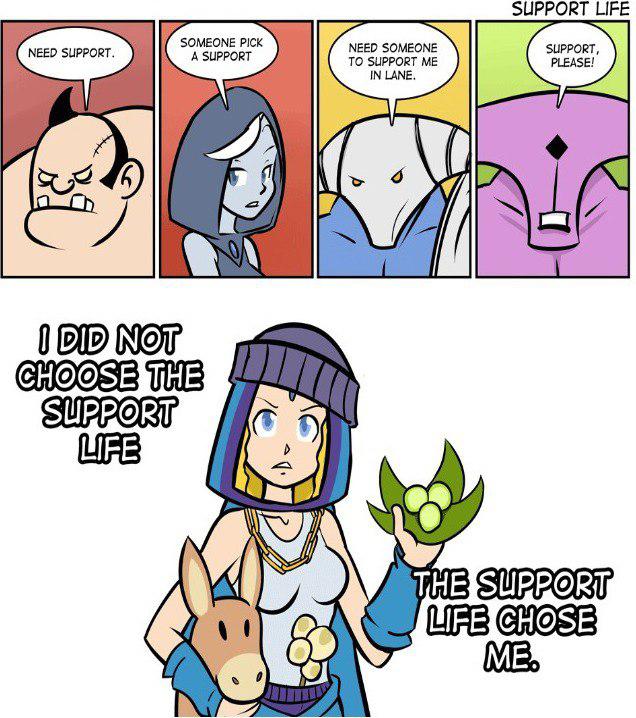 SUPPORT LIFE
NEED SUPPORT.
SOMEONE PICK
A SUPPORT
NEED SOMEONE
TO SUPPORT ME
IN LANE.
SUPPORT,
PLEASE!
I DID NOT
CHOOSE THE
SUPPORT
LIFE
THE SUPPORT
LIFE CHOSE
ME.